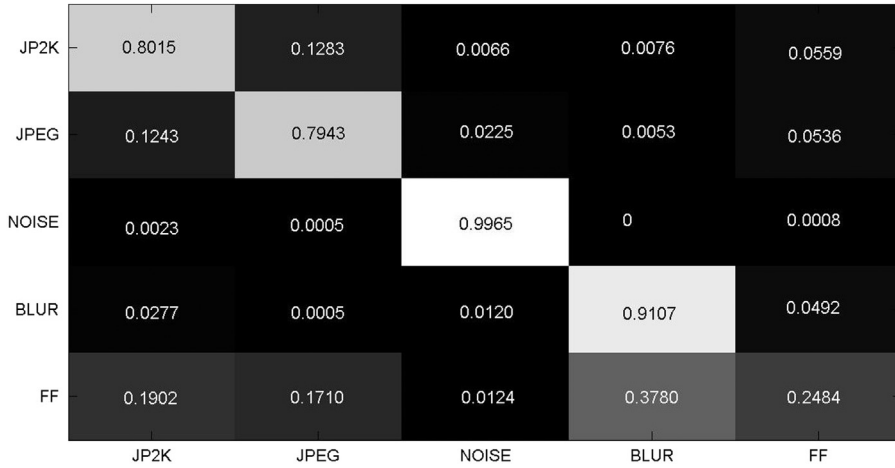 JP2K 0.8015 0.1283 0.0066 0.0076 0.0559
JPEG 0.1243 0.7943 0.0225 0.0053 0.0536
NOISE 0.0023 0.0005 0.9965 0 0.0008
BLUR 0.0277 0.0005 0.0120 0.9107 0.0492
FF 0.1902 0.1710 0.0124 0.3780 0.2484
JP2K JPEG NOISE BLUR FF